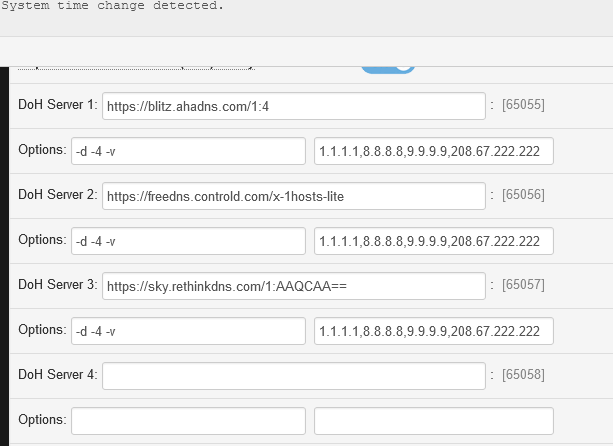 System time change detected.
DoH Server 1: https://blitz.ahadns.com/1:4 : [65055]
Options: -d -4 -v 1.1.1.1,8.8.8.8,9.9.9.9,208.67.222.222
DoH Server 2: https://freedns.controld.com/x-1hosts-lite : [65056]
Options: -d -4 -v 1.1.1.1,8.8.8.8,9.9.9.9,208.67.222.222
DoH Server 3: https://sky.rethinkdns.com/1:AAQCAA== : [65057]
Options: -d -4 -v 1.1.1.1,8.8.8.8,9.9.9.9,208.67.222.222
DoH Server 4: : [65058]
Options: